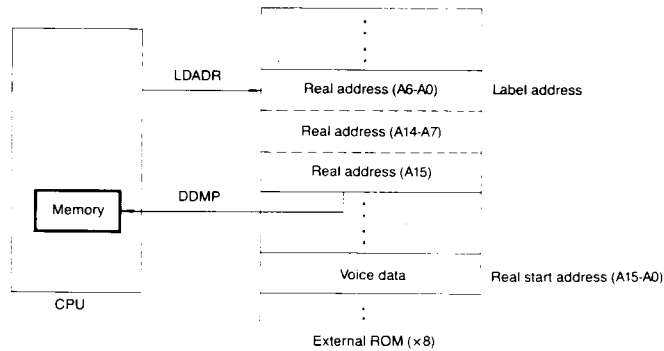 LDADR
Real address (A6-A0)
Label address
Real address (A14-A7)
Real address (A15)
DDMP
Memory
Voice data
Real start address (A15-A0)
CPU
External ROM (×8)